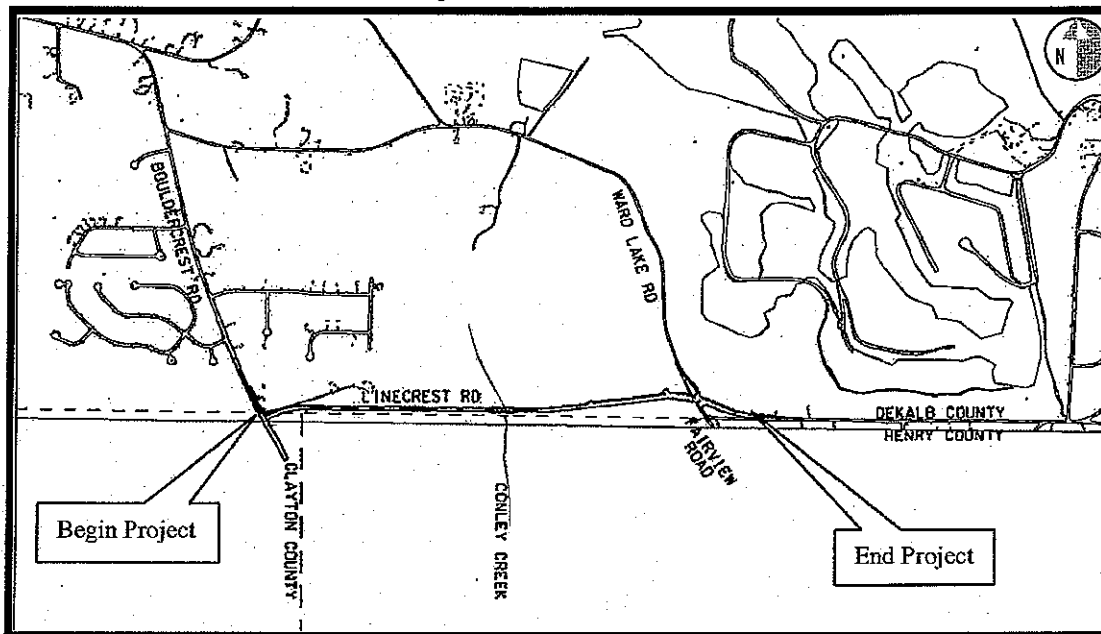 N
BOULDERCREST RD
WARD LAKE RD
LINECREST RD
DEKALB COUNTY
HENRY COUNTY
FAIRVIEW
ROAD
Begin Project
CLAYTON COUNTY
CONLEY CREEK
End Project